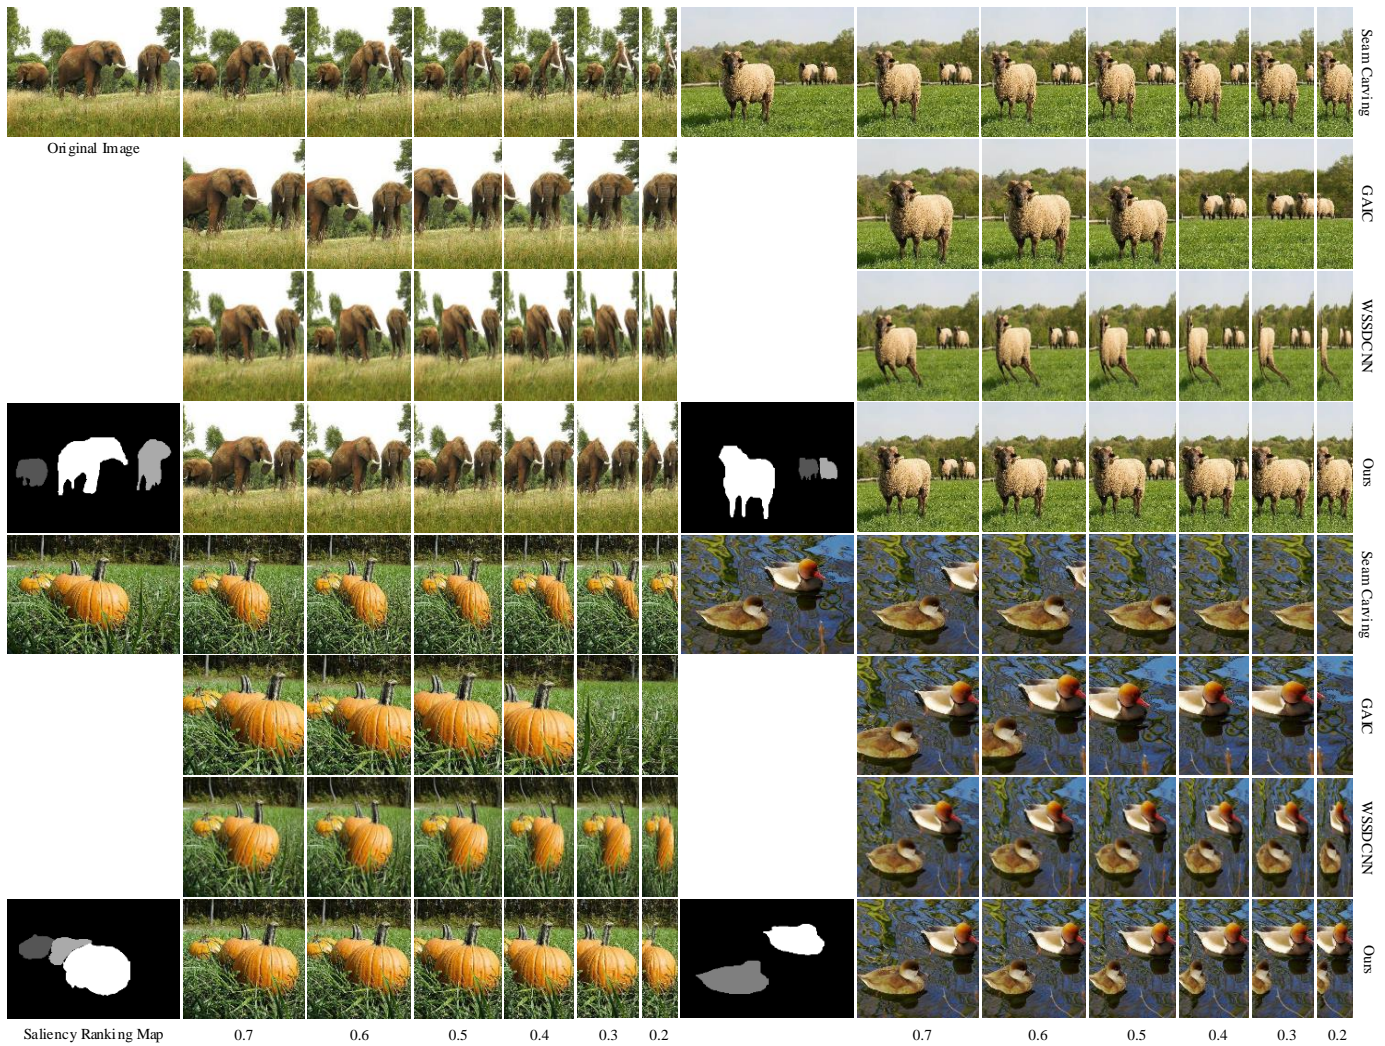 Seam Carving
Original Image
GAIC
WSSDCNN
Ours
Seam Carving
GAIC
WSSDCNN
Ours
Saliency Ranking Map 0.7 0.6 0.5 0.4 0.3 0.2 0.7 0.6 0.5 0.4 0.3 0.2